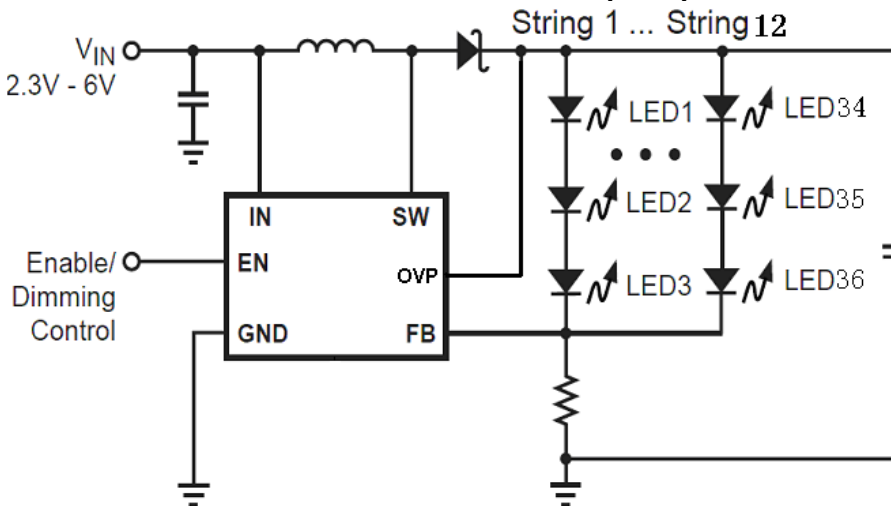 String 1 ... String 12
VIN
2.3V - 6V
LED1
LED34
IN
SW
LED2
LED35
Enable/
Dimming
Control
EN
OVP
LED3
LED36
GND
FB